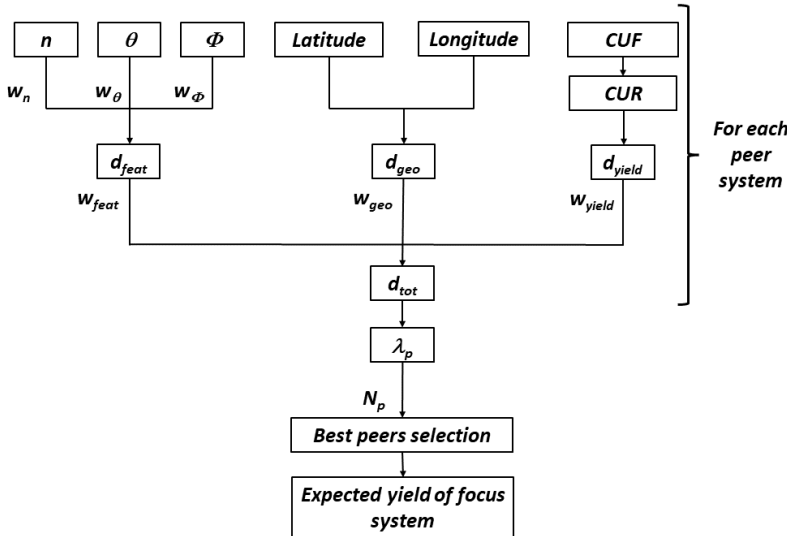 n θ Φ Latitude Longitude CUF
w_n w_θ w_Φ CUR
For each
peer
system
d_feat d_geo d_yield
w_feat w_geo w_yield
d_tot
λ_p
N_p
Best peers selection
Expected yield of focus
system